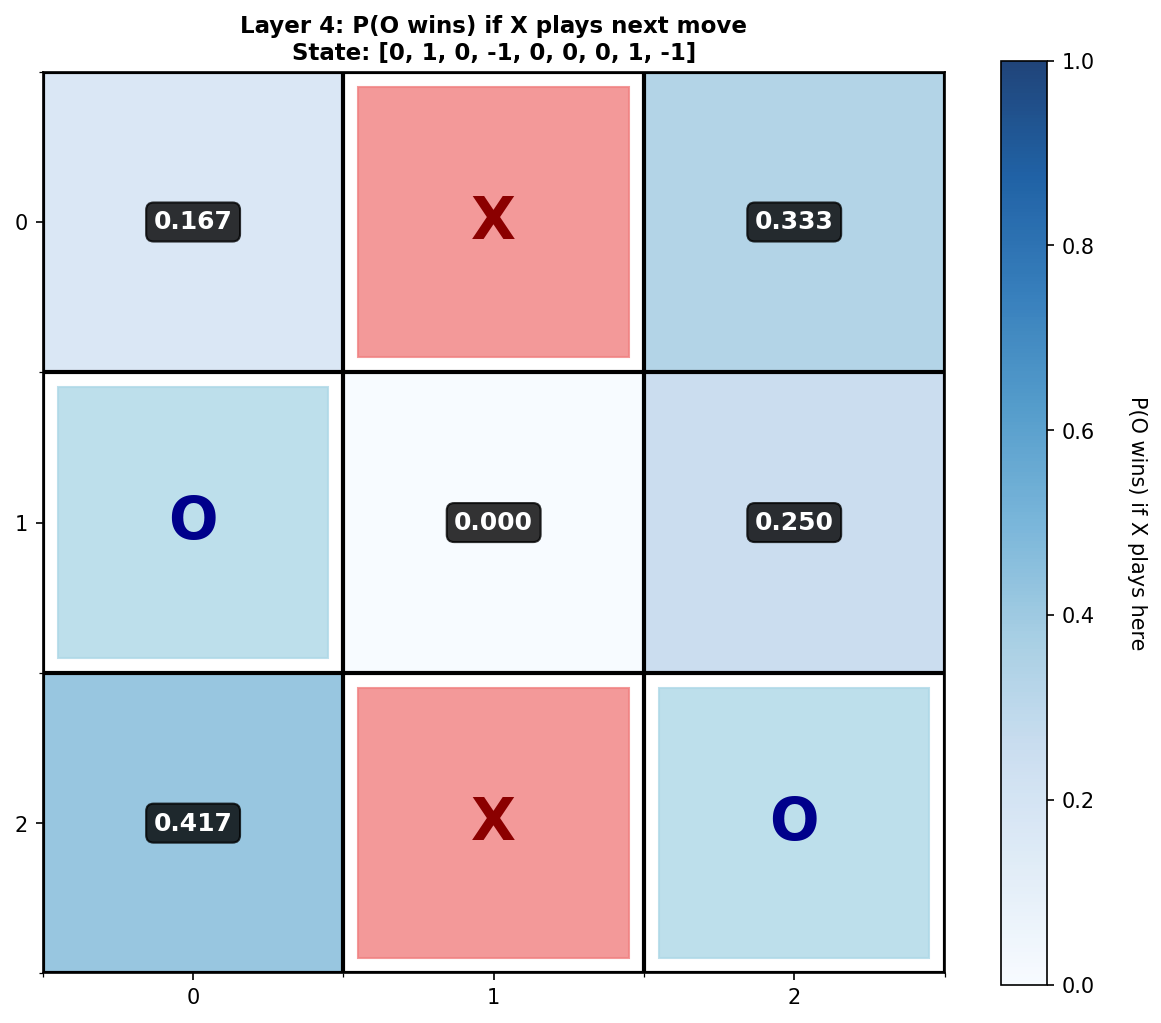 Layer 4: P(O wins) if X plays next move
State: [0, 1, 0, -1, 0, 0, 0, 1, -1]
0
0.167
X
0.333
1
O
0.000
0.250
2
0.417
X
O
0
1
2
1.0
0.8
0.6
0.4
0.2
0.0
P(O wins) if X plays here